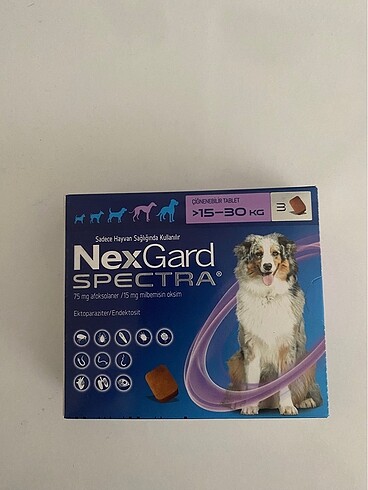 ÇİĞNENEBİLİR TABLET
>15-30 KG
3
Sadece Hayvan Sağlığında Kullanılır
NexGard
SPECTRA®
75 mg afoksolaner / 15 mg milbemisin oksim
Ektoparaziter/Endektosit